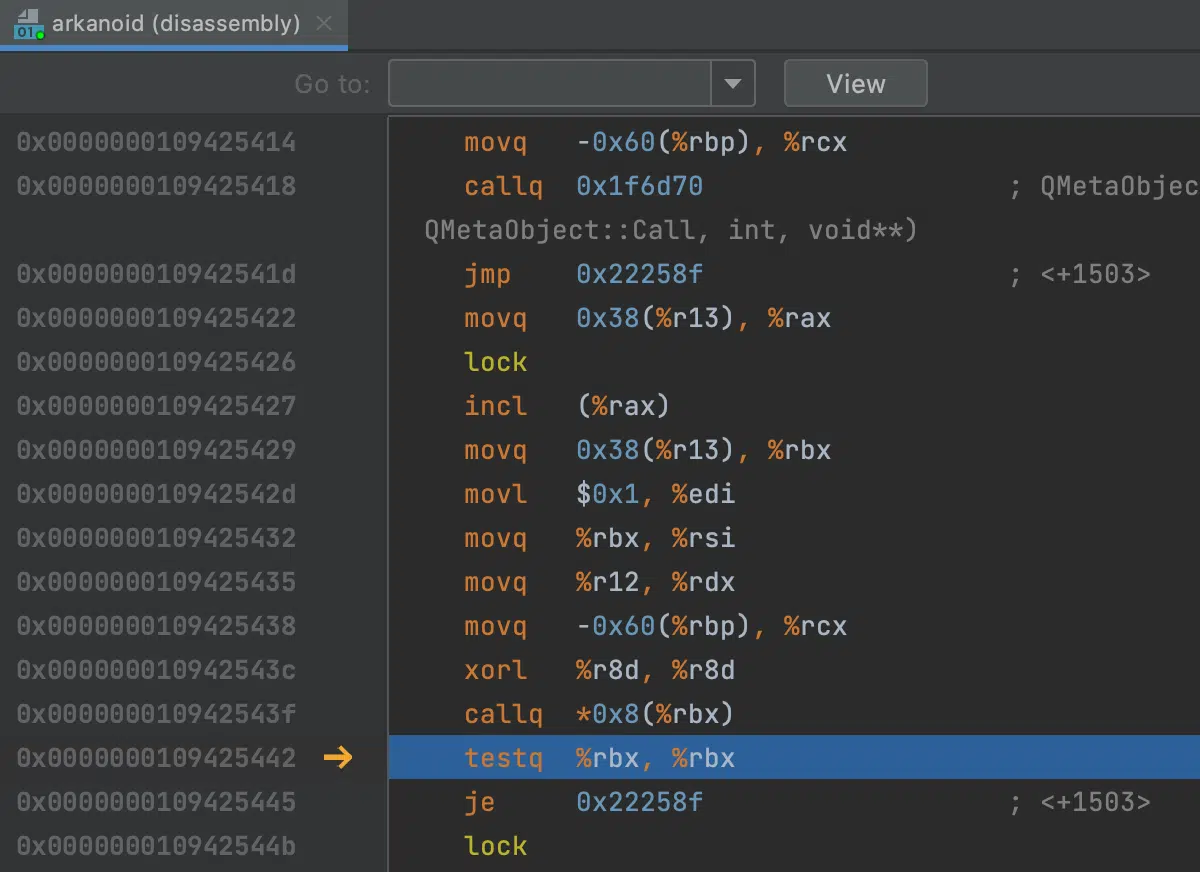 arkanoid (disassembly)
Go to: View
0x0000000109425414 movq -0x60(%rbp), %rcx
0x0000000109425418 callq 0x1f6d70 ; QMetaObjec
QMetaObject::Call, int, void**)
0x000000010942541d jmp 0x22258f ; <+1503>
0x0000000109425422 movq 0x38(%r13), %rax
0x0000000109425426 lock
0x0000000109425427 incl (%rax)
0x0000000109425429 movq 0x38(%r13), %rbx
0x000000010942542d movl $0x1, %edi
0x0000000109425432 movq %rbx, %rsi
0x0000000109425435 movq %r12, %rdx
0x0000000109425438 movq -0x60(%rbp), %rcx
0x000000010942543c xorl %r8d, %r8d
0x000000010942543f callq *0x8(%rbx)
0x0000000109425442 testq %rbx, %rbx
0x0000000109425445 je 0x22258f ; <+1503>
0x000000010942544b lock